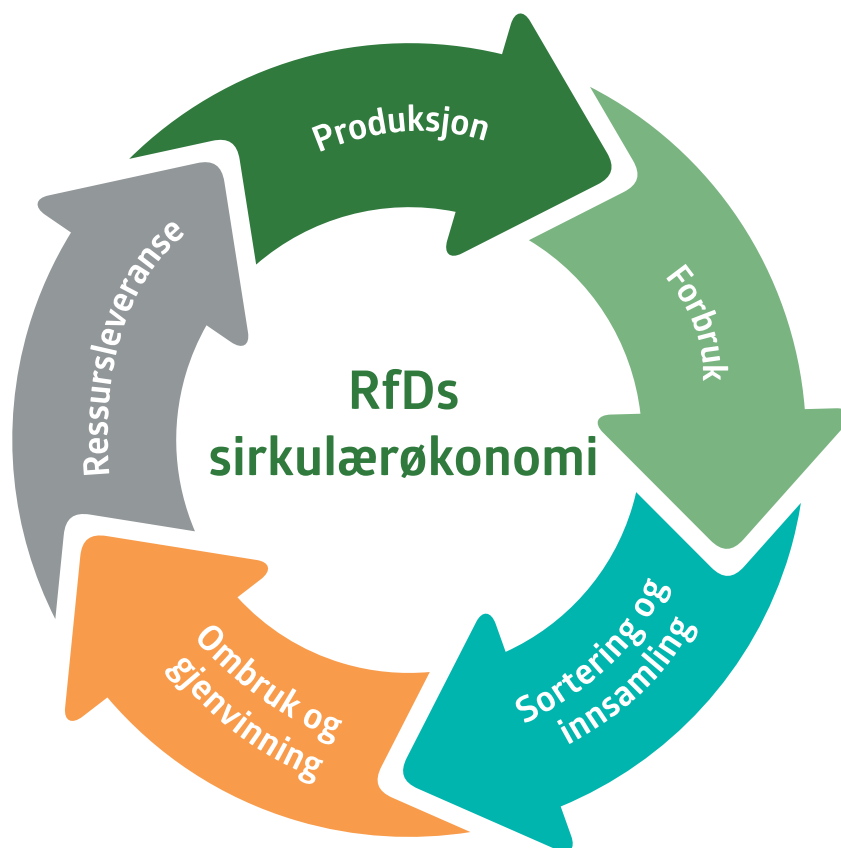 Produksjon
Forbruk
Sortering og
innsamling
Ombruk og
gjenvinning
Ressursleveranse
RfDs
sirkulærøkonomi